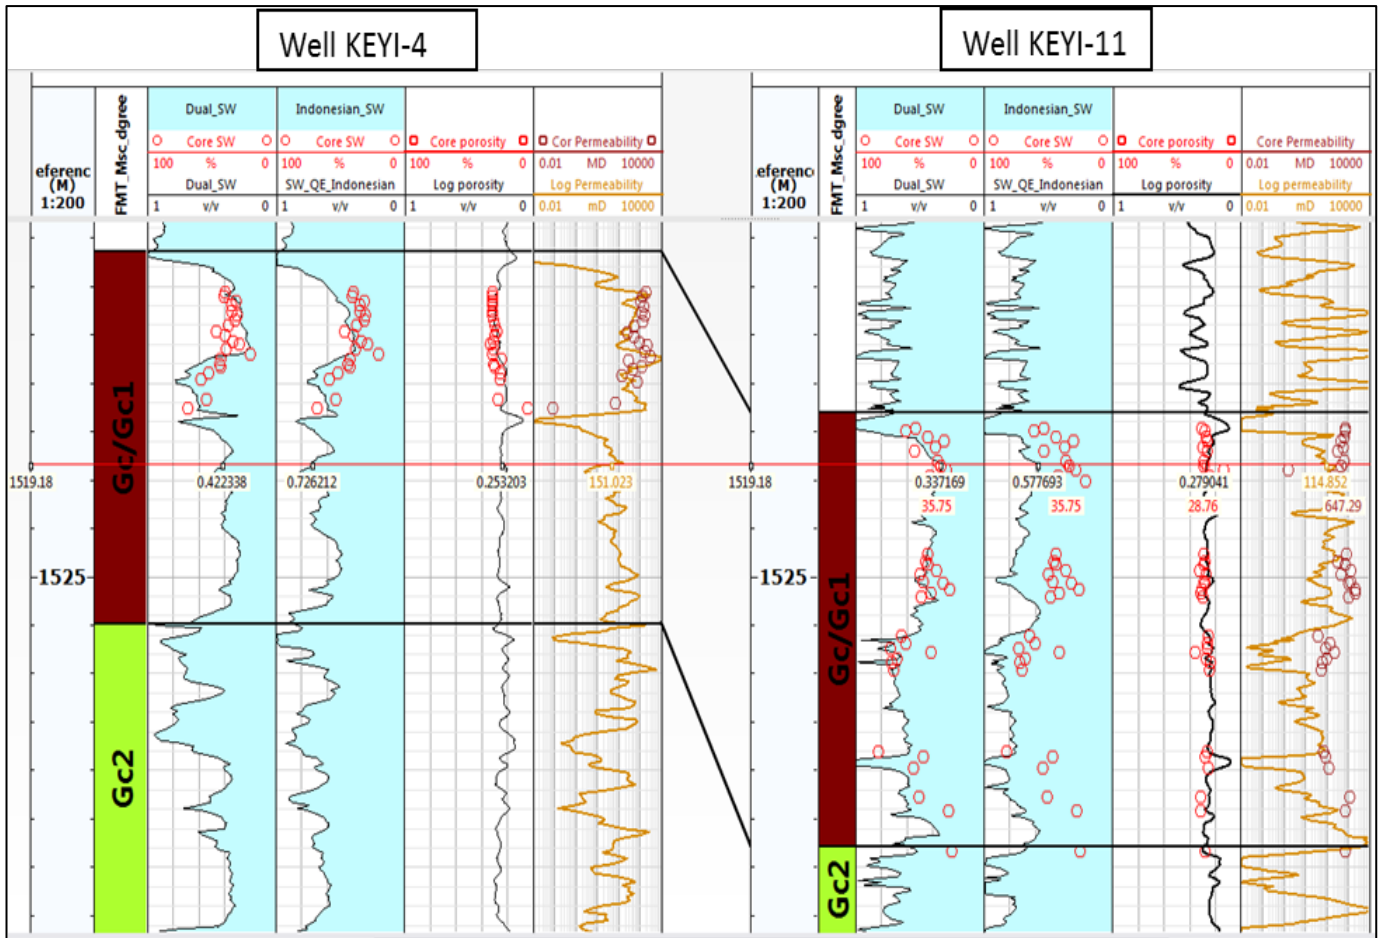 Well KEYI-4
Well KEYI-11
Dual_SW
Indonesian_SW
Core SW
Core SW
Core porosity
Cor Permeability
100 % 0
100 % 0
100 % 0
0.01 MD 10000
eferenc
(M)
1:200
FMT_Msc_dgree
Dual_SW
SW_QE_Indonesian
Log porosity
Log Permeability
1 v/v 0
1 v/v 0
1 v/v 0
0.01 mD 10000
Gc/Gc1
1519.18
0.422338
0.726212
0.253203
151.023
1525
Gc2
Dual_SW
Indonesian_SW
Core SW
Core SW
Core porosity
Cor Permeability
100 % 0
100 % 0
100 % 0
0.01 MD 10000
eferenc
(M)
1:200
FMT_Msc_dgree
Dual_SW
SW_QE_Indonesian
Log porosity
Log permeability
1 v/v 0
1 v/v 0
1 v/v 0
0.01 mD 10000
1519.18
0.337169
0.577693
0.279041
114.852
35.75
35.75
28.76
647.29
1525
Gc/Gc1
Gc2